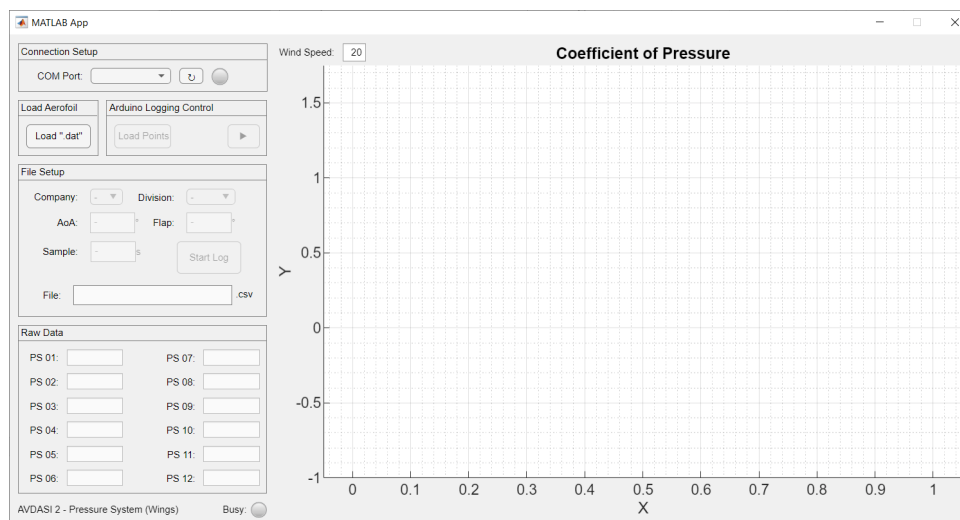 MATLAB App
Connection Setup
COM Port:
Load Aerofoil
Load ".dat"
Arduino Logging Control
Load Points
File Setup
Company: - Division: -
AoA: - ° Flap: - °
Sample: - s
Start Log
File: .csv
Raw Data
PS 01: PS 07:
PS 02: PS 08:
PS 03: PS 09:
PS 04: PS 10:
PS 05: PS 11:
PS 06: PS 12:
AVDASI 2 - Pressure System (Wings) Busy:
Wind Speed: 20
Coefficient of Pressure
1.5
1
0.5
0
-0.5
-1
Y
0 0.1 0.2 0.3 0.4 0.5 0.6 0.7 0.8 0.9 1
X